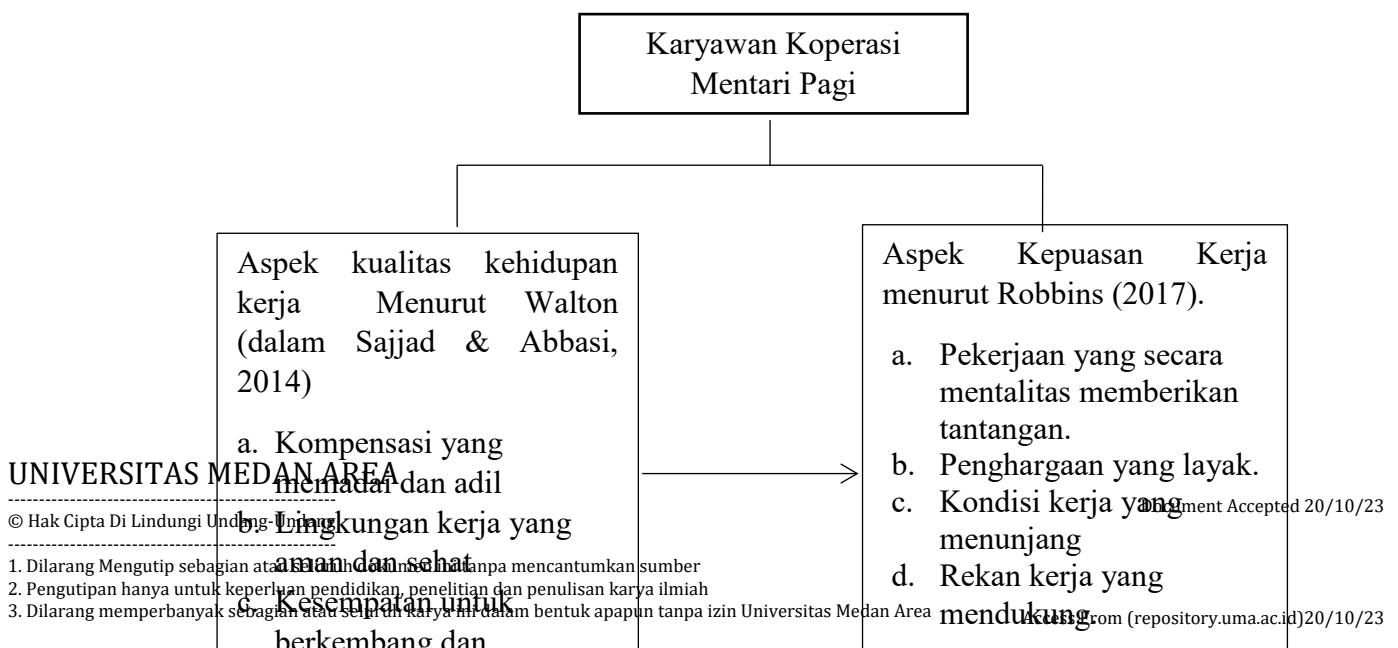 Karyawan Koperasi
Mentari Pagi
Aspek kualitas kehidupan
kerja Menurut Walton
(dalam Sajjad & Abbasi,
2014)
a. Kompensasi yang
memadai dan adil
b. Lingkungan kerja yang
aman dan sehat
c. Kesempatan untuk
berkembang dan
Aspek Kepuasan Kerja
menurut Robbins (2017).
a. Pekerjaan yang secara
mentalitas memberikan
tantangan.
b. Penghargaan yang layak.
c. Kondisi kerja yang
menunjang
d. Rekan kerja yang
mendukung.
UNIVERSITAS MEDAN AREA
© Hak Cipta Di Lindungi Undang-Undang
Document Accepted 20/10/23
1. Dilarang Mengutip sebagian atau seluruh dokumen ini tanpa mencantumkan sumber
2. Pengutipan hanya untuk keperluan pendidikan, penelitian dan penulisan karya ilmiah
3. Dilarang memperbanyak sebagian atau seluruh karya ini dalam bentuk apapun tanpa izin Universitas Medan Area
Access From (repository.uma.ac.id)20/10/23